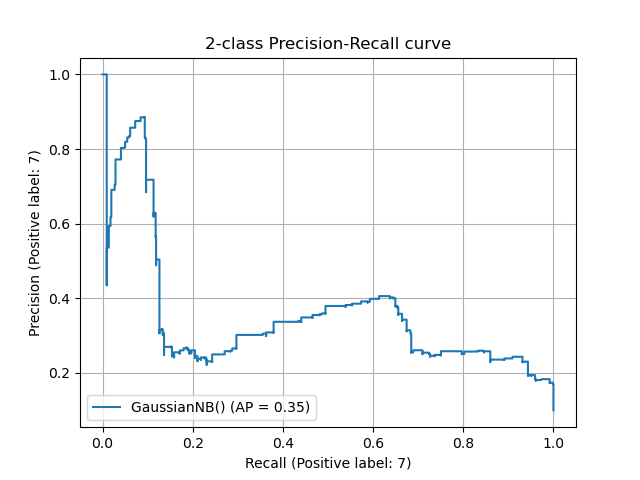 2-class Precision-Recall curve
1.0
0.8
0.6
0.4
0.2
Precision (Positive label: 7)
GaussianNB() (AP = 0.35)
0.0 0.2 0.4 0.6 0.8 1.0
Recall (Positive label: 7)